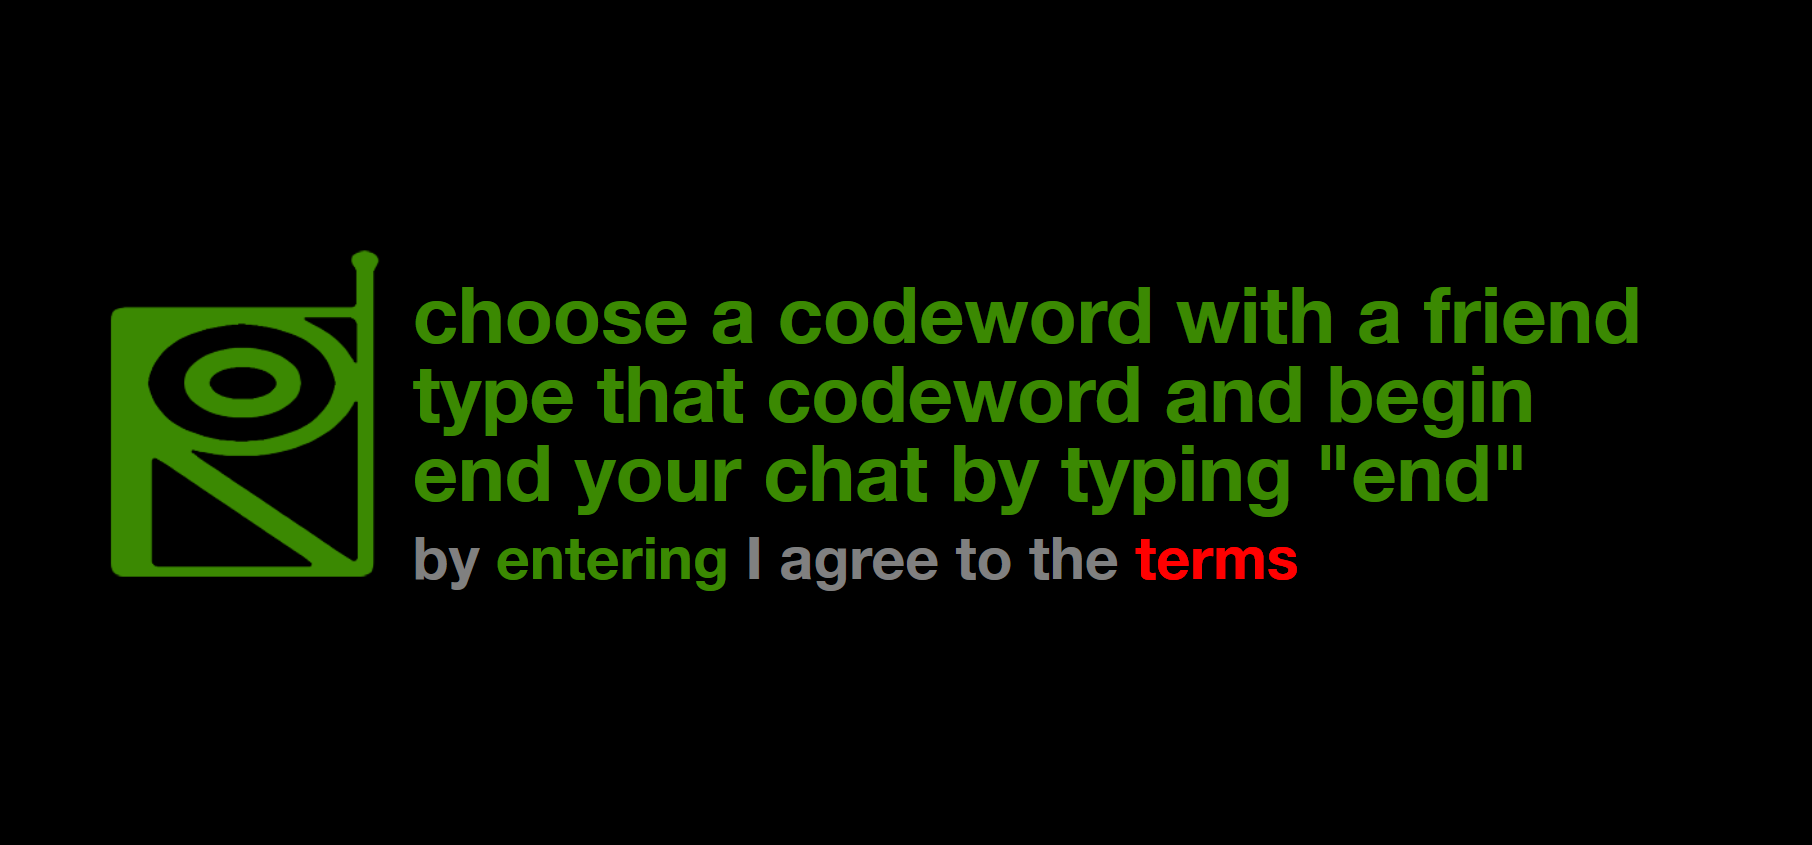 choose a codeword with a friend
type that codeword and begin
end your chat by typing "end"
by entering I agree to the terms